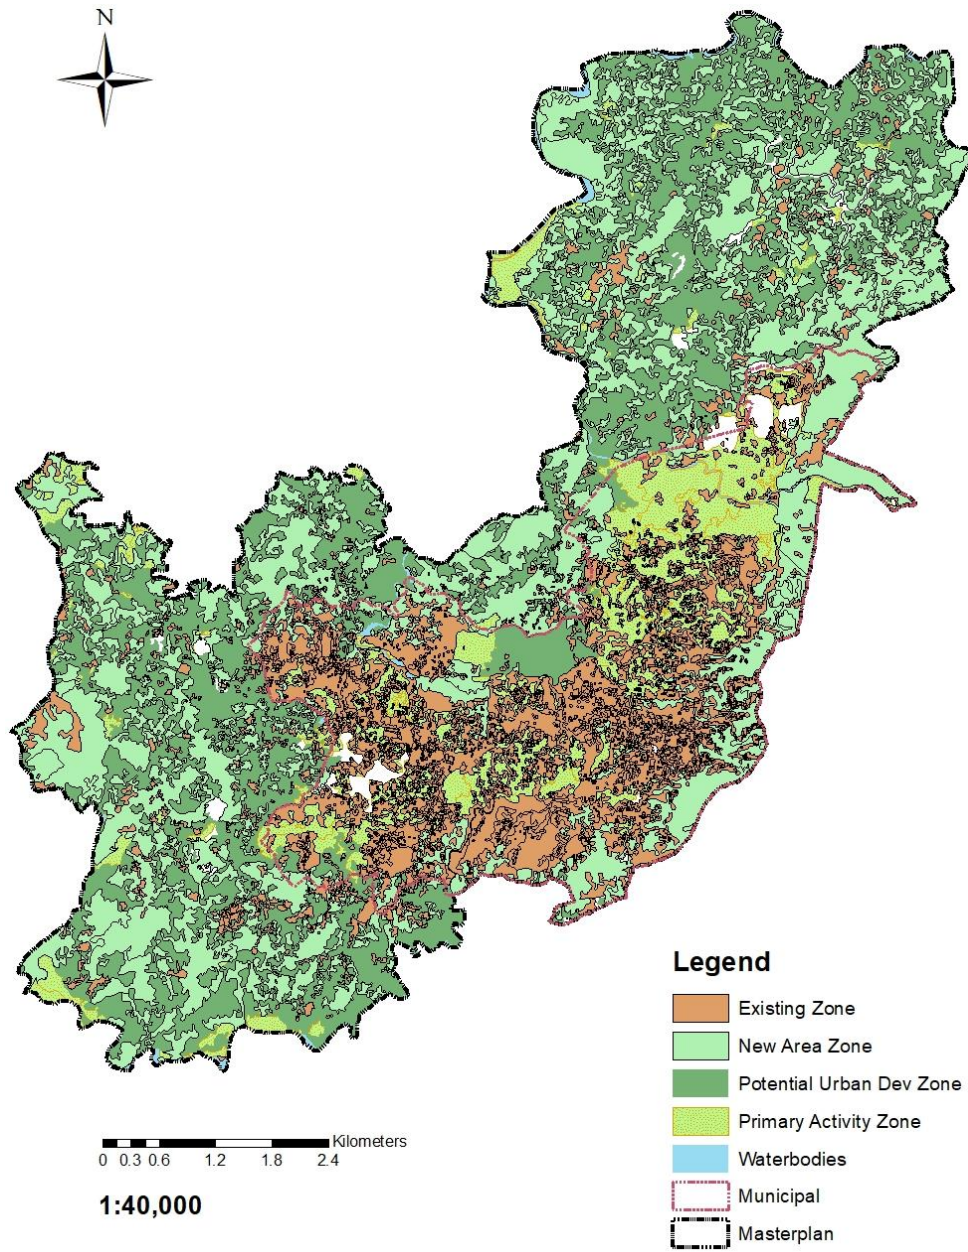 N
Legend
Existing Zone
New Area Zone
Potential Urban Dev Zone
Primary Activity Zone
Waterbodies
Municipal
Masterplan
Kilometers
0 0.3 0.6 1.2 1.8 2.4
1:40,000